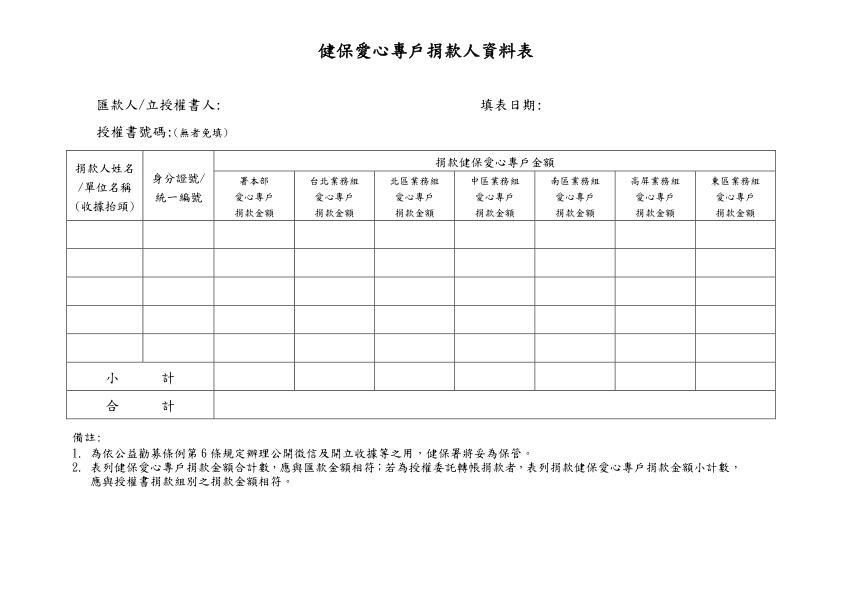 健保愛心專戶捐款人資料表
匯款人/立授權書人:
填表日期:
授權書號碼:(無者免填)
捐款人姓名
/單位名稱
(收據抬頭)
身分證號/
統一編號
捐款健保愛心專戶金額
署本部
愛心專戶
捐款金額
台北業務組
愛心專戶
捐款金額
北區業務組
愛心專戶
捐款金額
中區業務組
愛心專戶
捐款金額
南區業務組
愛心專戶
捐款金額
高屏業務組
愛心專戶
捐款金額
東區業務組
愛心專戶
捐款金額
小 計
合 計
備註:
1. 為依公益勸募條例第 6 條規定辦理公開徵信及開立收據等之用，健保署將妥為保管。
2. 表列健保愛心專戶捐款金額合計數，應與匯款金額相符；若為授權委託轉帳捐款者，表列捐款健保愛心專戶捐款金額小計數，
應與授權書捐款組別之捐款金額相符。